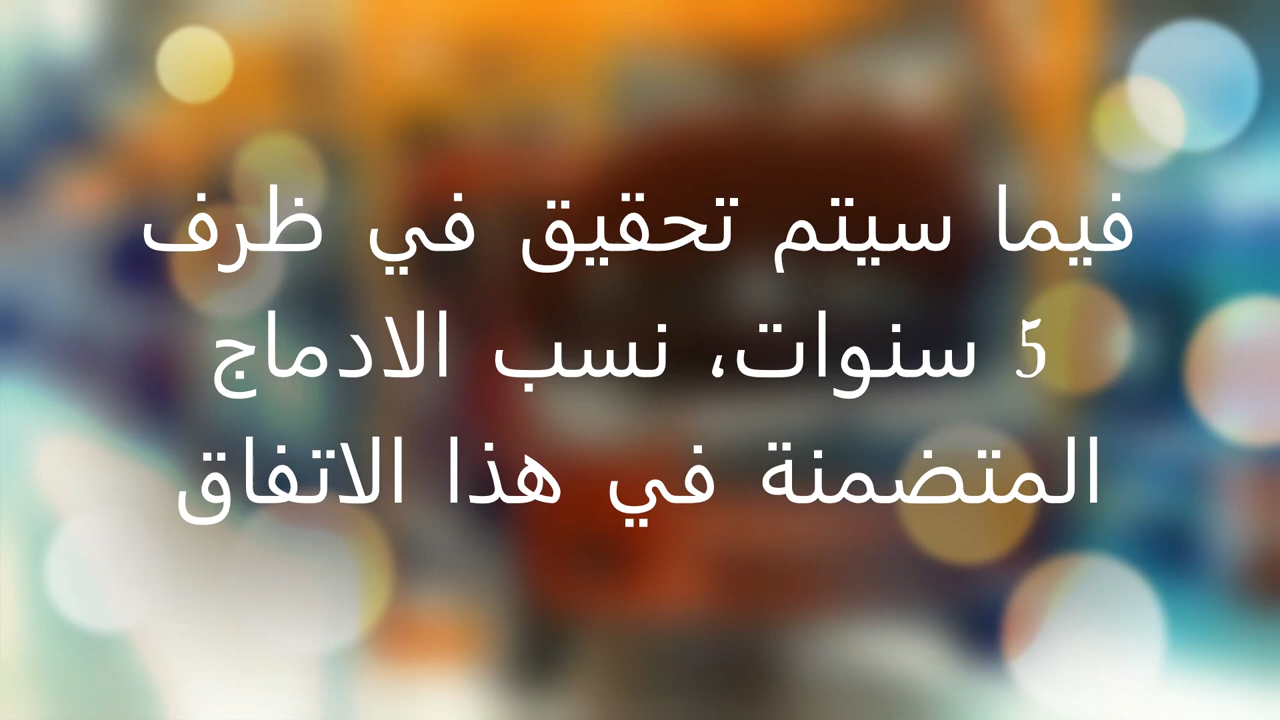 فيما سيتم تحقيق في ظرف
5 سنوات، نسب الادماج
المتضمنة في هذا الاتفاق